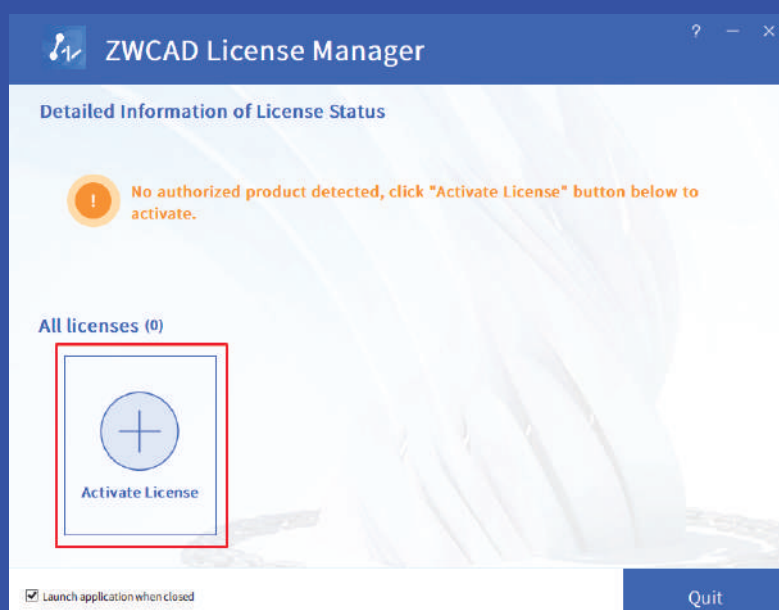 ZWCAD License Manager
Detailed Information of License Status
No authorized product detected, click "Activate License" button below to
activate.
All licenses (0)
Activate License
Launch application when closed
Quit